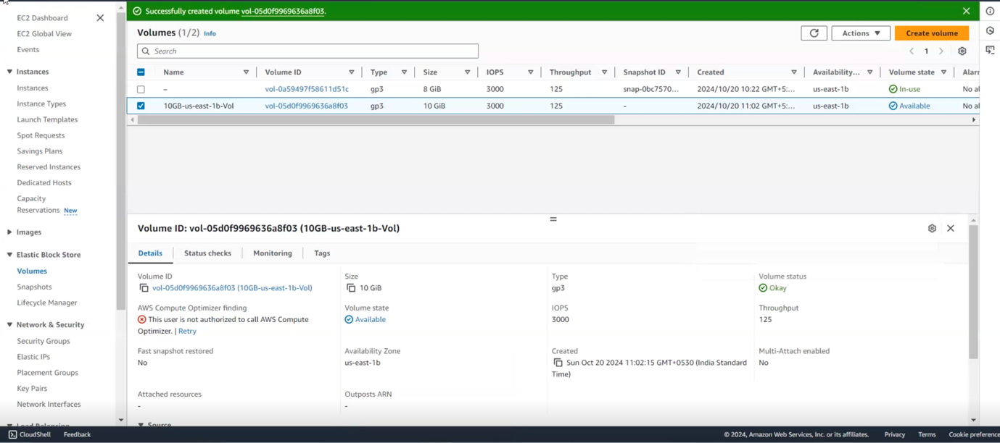 EC2 Dashboard
EC2 Global View
Events
Instances
Instances
Instance Types
Launch Templates
Spot Requests
Savings Plans
Reserved Instances
Dedicated Hosts
Capacity
Reservations New
Images
Elastic Block Store
Volumes
Snapshots
Lifecycle Manager
Network & Security
Security Groups
Elastic IPs
Placement Groups
Key Pairs
Network Interfaces
Load Balancing
Successfully created volume vol-05d0f9969636a8f03.
Volumes (1/2) Info
Actions
Create volume
Search
1
Name Volume ID Type Size IOPS Throughput Snapshot ID Created Availability... Volume state Alarr
– vol-0a59497f58611d51c gp3 8 GiB 3000 125 snap-0bc7570... 2024/10/20 10:22 GMT+5:... us-east-1b In-use No al
10GB-us-east-1b-Vol vol-05d0f9969636a8f03 gp3 10 GiB 3000 125 - 2024/10/20 11:02 GMT+5:... us-east-1b Available No al
Volume ID: vol-05d0f9969636a8f03 (10GB-us-east-1b-Vol)
Details Status checks Monitoring Tags
Volume ID Size Type Volume status
vol-05d0f9969636a8f03 (10GB-us-east-1b-Vol) 10 GiB gp3 Okay
AWS Compute Optimizer finding Volume state IOPS Throughput
This user is not authorized to call AWS Compute Available 3000 125
Optimizer. | Retry
Fast snapshot restored Availability Zone Created Multi-Attach enabled
No us-east-1b Sun Oct 20 2024 11:02:15 GMT+0530 (India Standard No
Time)
Attached resources Outposts ARN
- -
Source
CloudShell Feedback © 2024, Amazon Web Services, Inc. or its affiliates. Privacy Terms Cookie preference